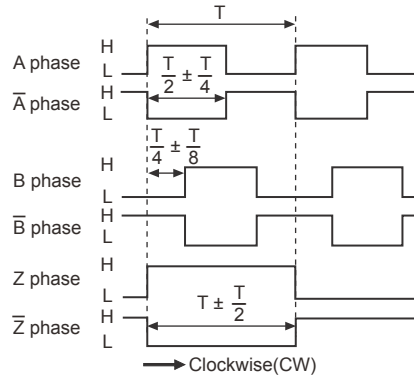 T
A phase H
L
T/2 ± T/4
A̅ phase H
L
T/4 ± T/8
B phase H
L
B̅ phase H
L
Z phase H
L
T ± T/2
Z̅ phase H
L
Clockwise(CW)